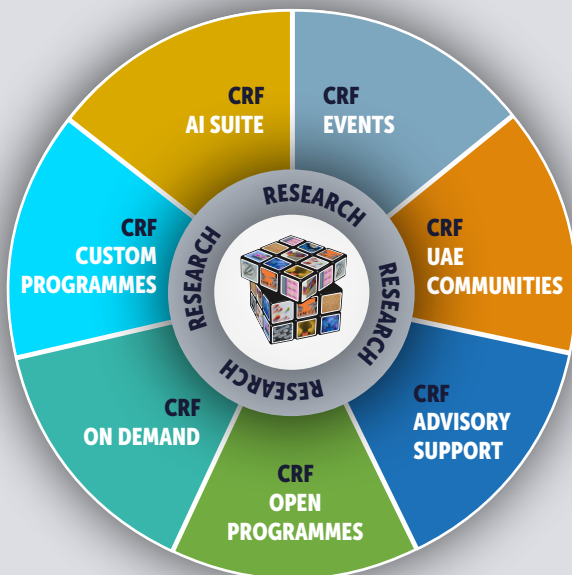 CRF
AI SUITE
CRF
EVENTS
CRF
UAE
COMMUNITIES
CRF
ADVISORY
SUPPORT
CRF
OPEN
PROGRAMMES
CRF
ON DEMAND
CRF
CUSTOM
PROGRAMMES
RESEARCH
RESEARCH
RESEARCH
RESEARCH